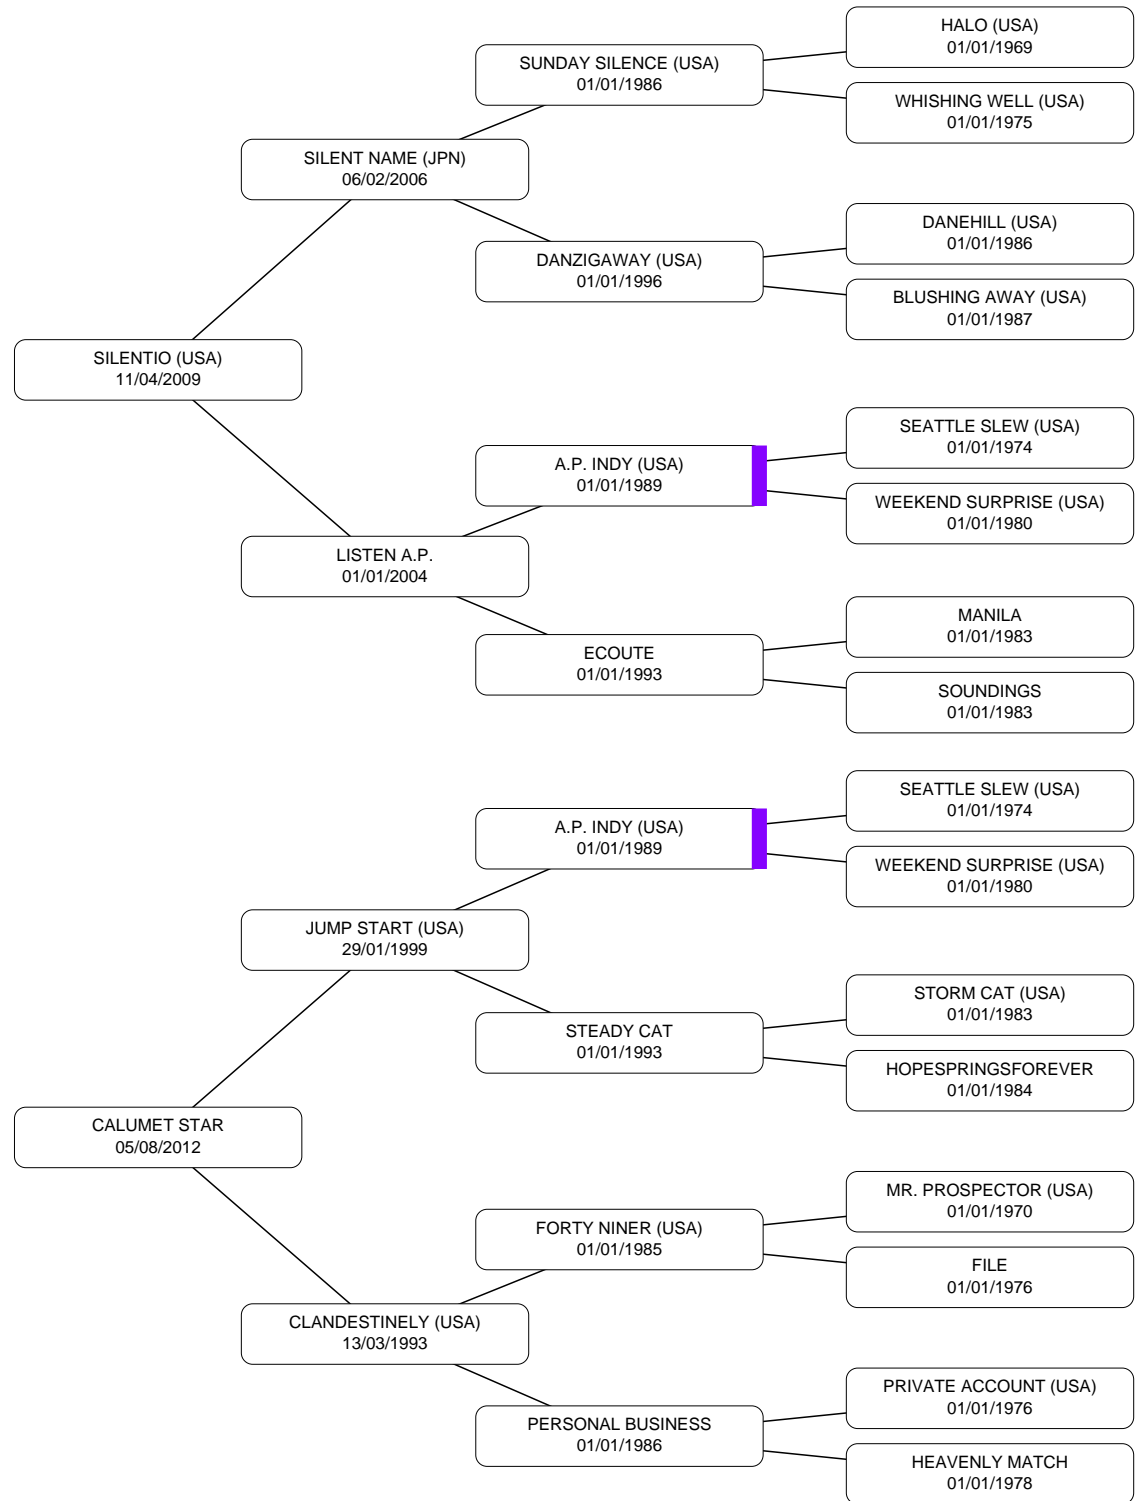 HALO (USA)
01/01/1969
SUNDAY SILENCE (USA)
01/01/1986
WHISHING WELL (USA)
01/01/1975
SILENT NAME (JPN)
06/02/2006
DANEHILL (USA)
01/01/1986
DANZIGAWAY (USA)
01/01/1996
BLUSHING AWAY (USA)
01/01/1987
SILENTIO (USA)
11/04/2009
SEATTLE SLEW (USA)
01/01/1974
A.P. INDY (USA)
01/01/1989
WEEKEND SURPRISE (USA)
01/01/1980
LISTEN A.P.
01/01/2004
MANILA
01/01/1983
ECOUTE
01/01/1993
SOUNDINGS
01/01/1983
SEATTLE SLEW (USA)
01/01/1974
A.P. INDY (USA)
01/01/1989
WEEKEND SURPRISE (USA)
01/01/1980
JUMP START (USA)
29/01/1999
STORM CAT (USA)
01/01/1983
STEADY CAT
01/01/1993
HOPESPRINGSFOREVER
01/01/1984
CALUMET STAR
05/08/2012
MR. PROSPECTOR (USA)
01/01/1970
FORTY NINER (USA)
01/01/1985
FILE
01/01/1976
CLANDESTINELY (USA)
13/03/1993
PRIVATE ACCOUNT (USA)
01/01/1976
PERSONAL BUSINESS
01/01/1986
HEAVENLY MATCH
01/01/1978